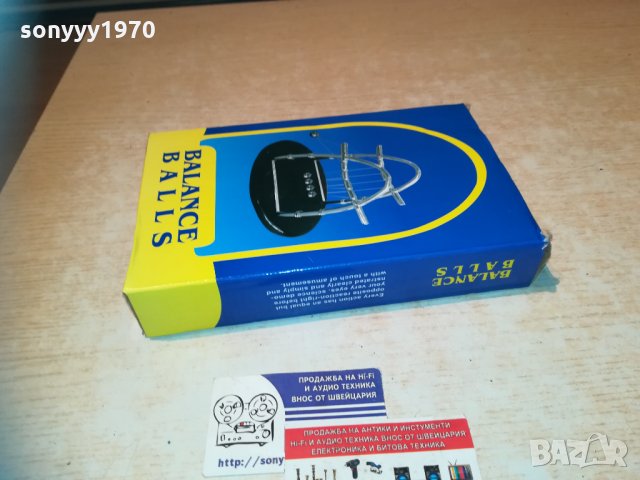 sonyyy1970
BALANCE
BALLS
Every action has an equal but
opposite reaction-right before
your very eyes, science simply and
nstrated clearly and demo-
with a touch of amusement.
BALANCE
BALLS
ПРОДАЖБА НА Hi-Fi
И АУДИО ТЕХНИКА
ВНОС ОТ ШВЕЙЦАРИЯ
http://sony
ПРОДАЖБА НА АНТИКИ И ИНСТУМЕНТИ
Hi-Fi И АУДИО ТЕХНИКА ВНОС ОТ ШВЕЙЦАРИЯ
ЕЛЕКТРОНИКА И БИТОВА ТЕХНИКА
BAZAR